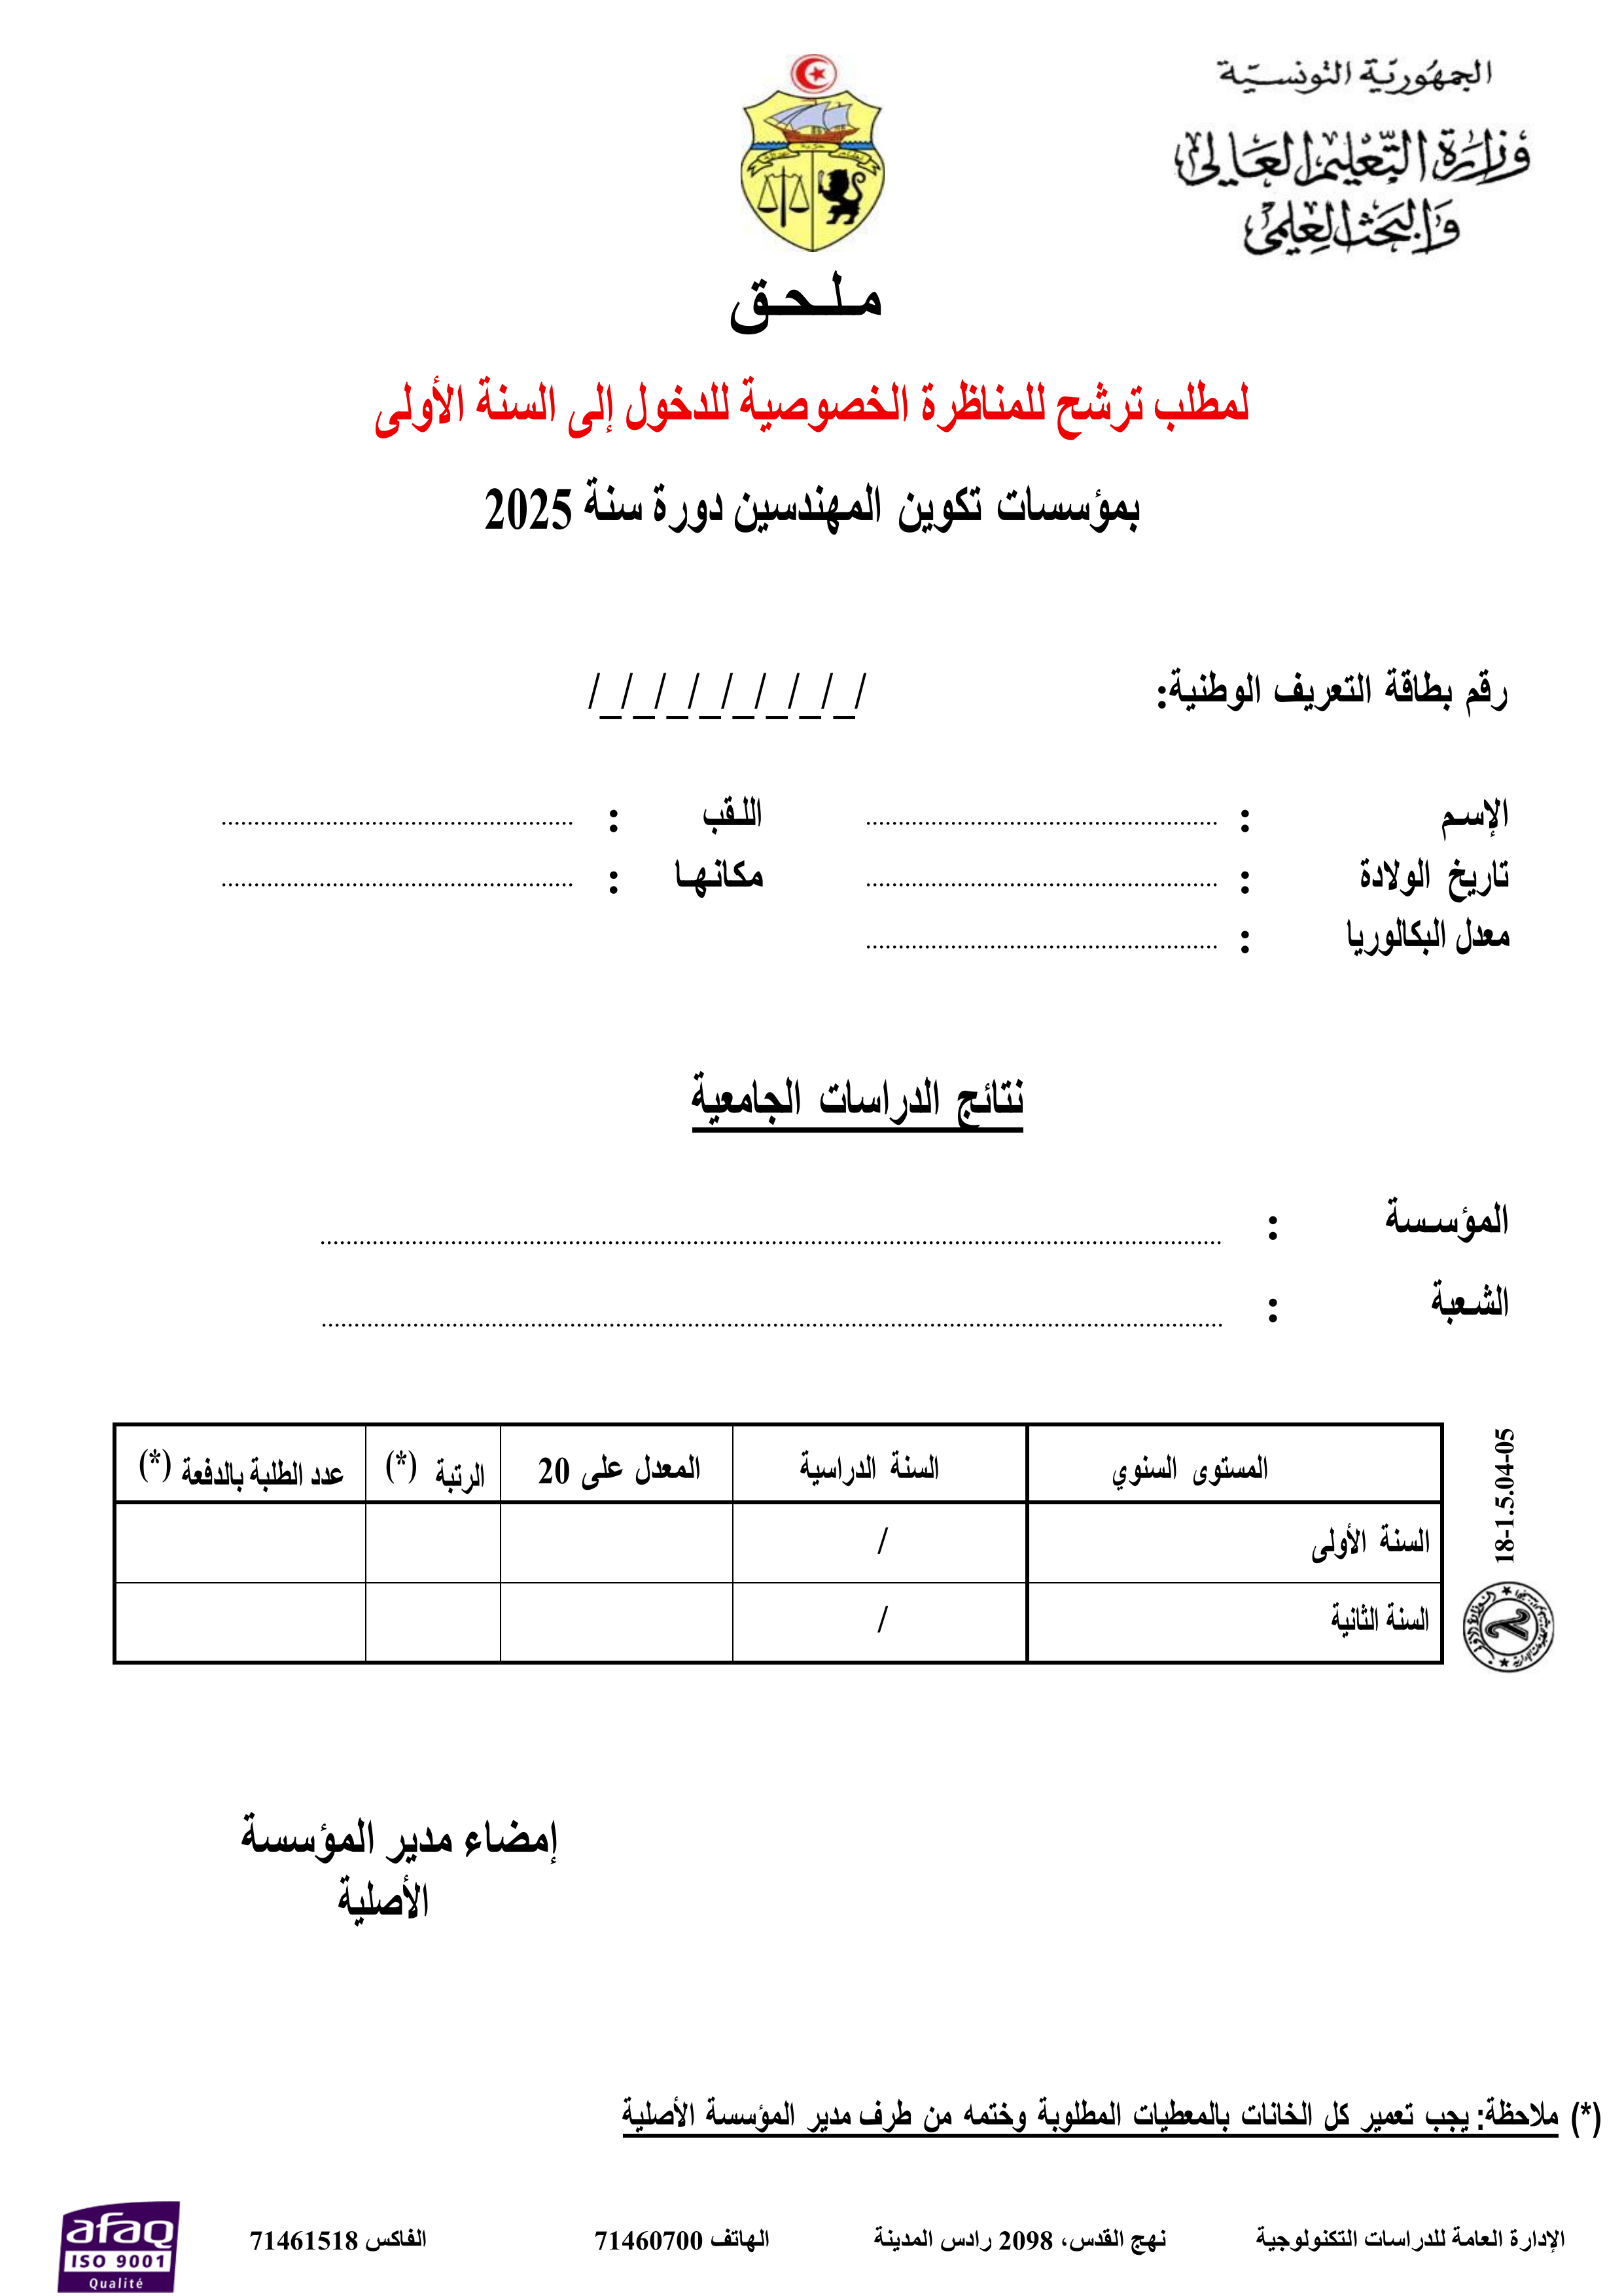 الجمهورية التونسية
وزارة التعليم العالي
والبحث العلمي
ملحق
لمطلب ترشح للمناظرة الخصوصية للدخول إلى السنة الأولى
بمؤسسات تكوين المهندسين دورة سنة 2025
رقم بطاقة التعريف الوطنية: /_/_/_/_/_/_/_/_/
الإسم : .......... اللقب : ..........
تاريخ الولادة : .......... مكانها : ..........
معدل البكالوريا : ..........
نتائج الدراسات الجامعية
المؤسسة : ..........
الشعبة : ..........
المستوى السنوي السنة الدراسية المعدل على 20 الرتبة (*) عدد الطلبة بالدفعة (*)
السنة الأولى /
السنة الثانية /
18-1.5.04-05
إمضاء مدير المؤسسة
الأصلية
(*) ملاحظة: يجب تعمير كل الخانات بالمعطيات المطلوبة وختمه من طرف مدير المؤسسة الأصلية
الإدارة العامة للدراسات التكنولوجية نهج القدس، 2098 رادس المدينة الهاتف 71460700 الفاكس 71461518
afaq
ISO 9001
Qualité